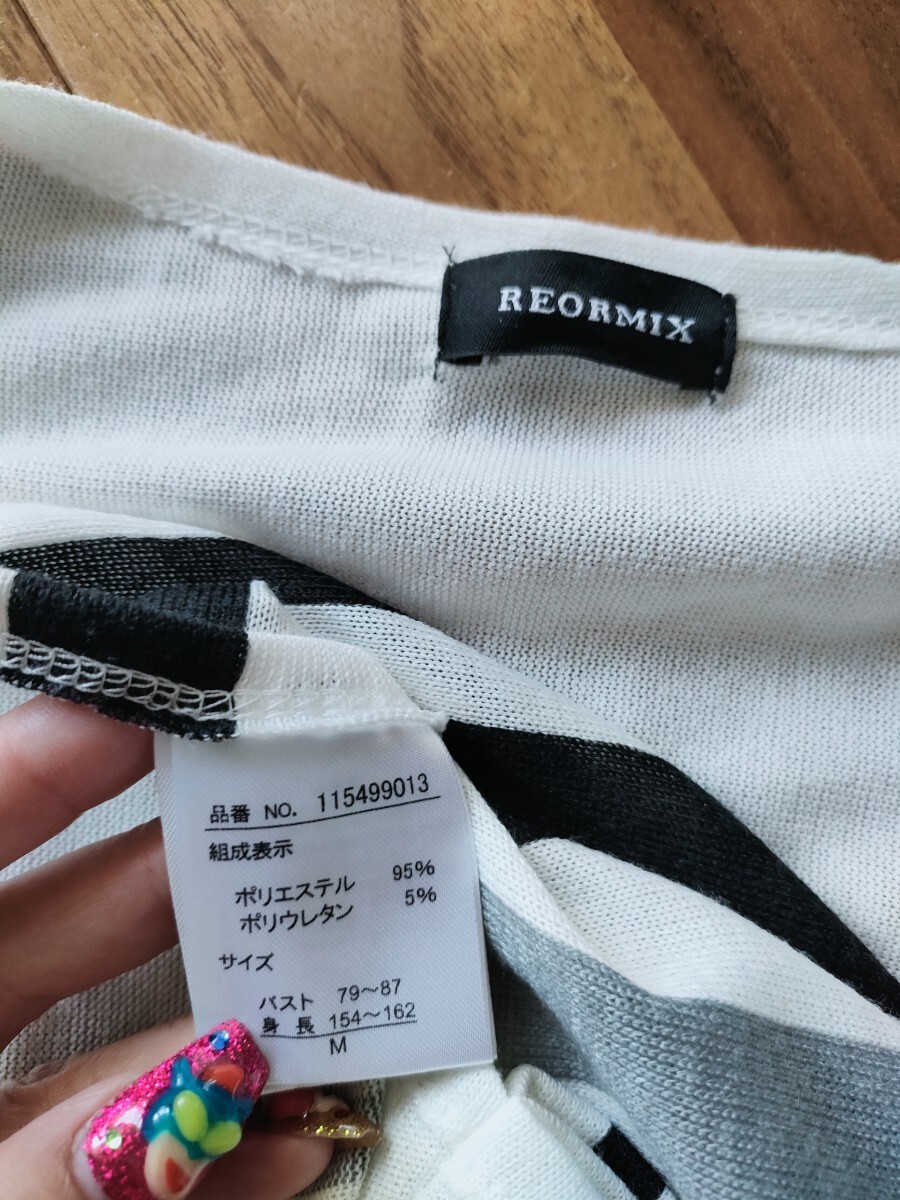 REORMIX
品番 NO. 115499013
組成表示
ポリエステル 95%
ポリウレタン 5%
サイズ
バスト 79～87
身長 154～162
M